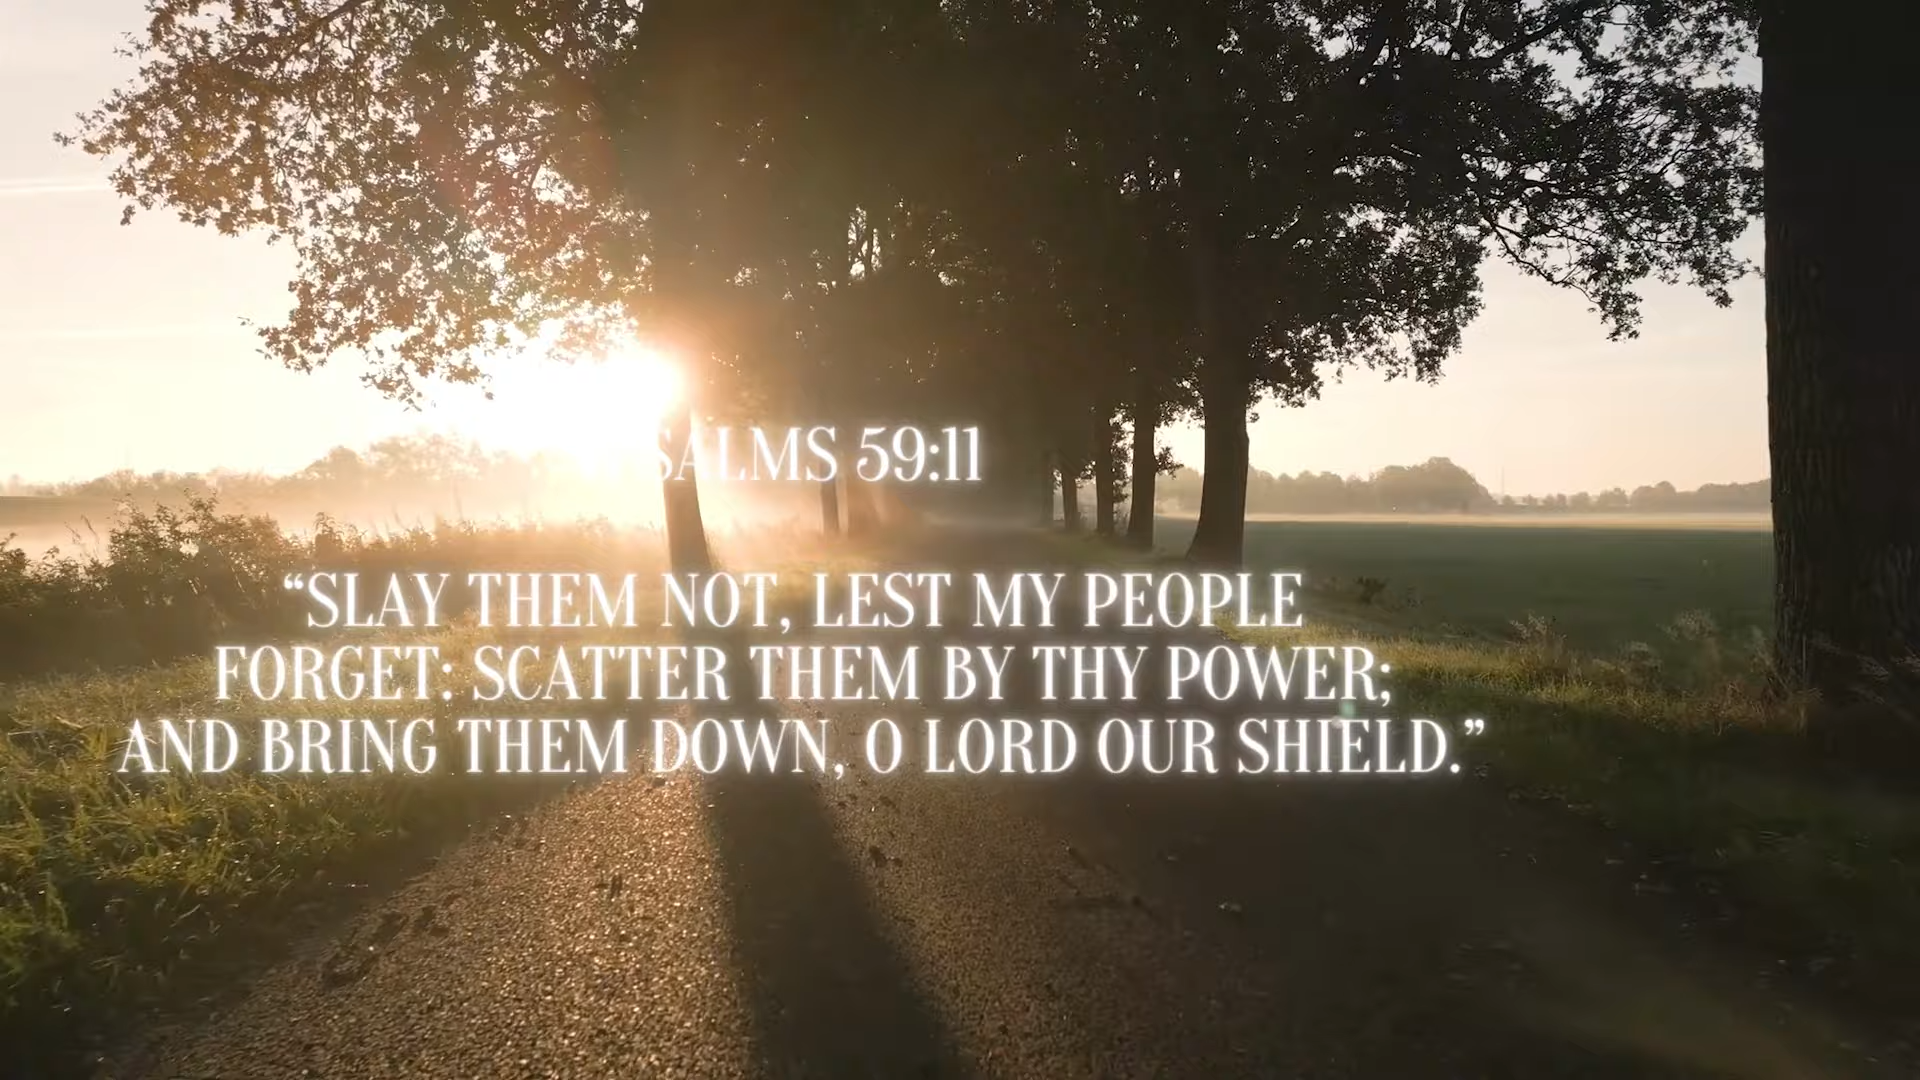 PSALMS 59:11
“SLAY THEM NOT, LEST MY PEOPLE
FORGET: SCATTER THEM BY THY POWER;
AND BRING THEM DOWN, O LORD OUR SHIELD.”